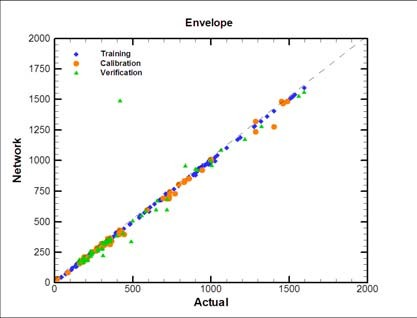 Envelope
2000
1750
1500
1250
1000
750
500
250
0
Network
Training
Calibration
Verification
0
500
1000
1500
2000
Actual